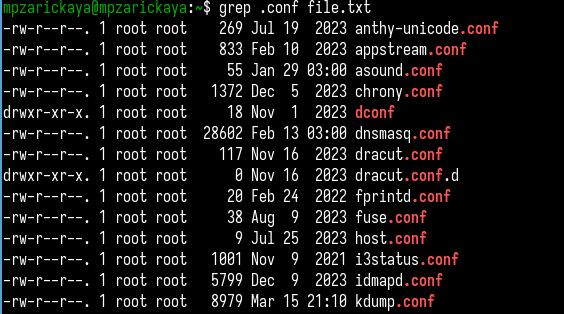 mpzarickaya@mpzarickaya:~$ grep .conf file.txt
-rw-r--r--. 1 root root    269 Jul 19  2023 anthy-unicode.conf
-rw-r--r--. 1 root root    833 Feb 10  2023 appstream.conf
-rw-r--r--. 1 root root     55 Jan 29 03:00 asound.conf
-rw-r--r--. 1 root root   1372 Dec  5  2023 chrony.conf
drwxr-xr-x. 1 root root     18 Nov  1  2023 dconf
-rw-r--r--. 1 root root  28602 Feb 13 03:00 dnsmasq.conf
-rw-r--r--. 1 root root    117 Nov 16  2023 dracut.conf
drwxr-xr-x. 1 root root      0 Nov 16  2023 dracut.conf.d
-rw-r--r--. 1 root root     20 Feb 24  2022 fprintd.conf
-rw-r--r--. 1 root root     38 Aug  9  2023 fuse.conf
-rw-r--r--. 1 root root      9 Jul 25  2023 host.conf
-rw-r--r--. 1 root root   1001 Nov  9  2021 i3status.conf
-rw-r--r--. 1 root root   5799 Dec  9  2023 idmapd.conf
-rw-r--r--. 1 root root   8979 Mar 15 21:10 kdump.conf